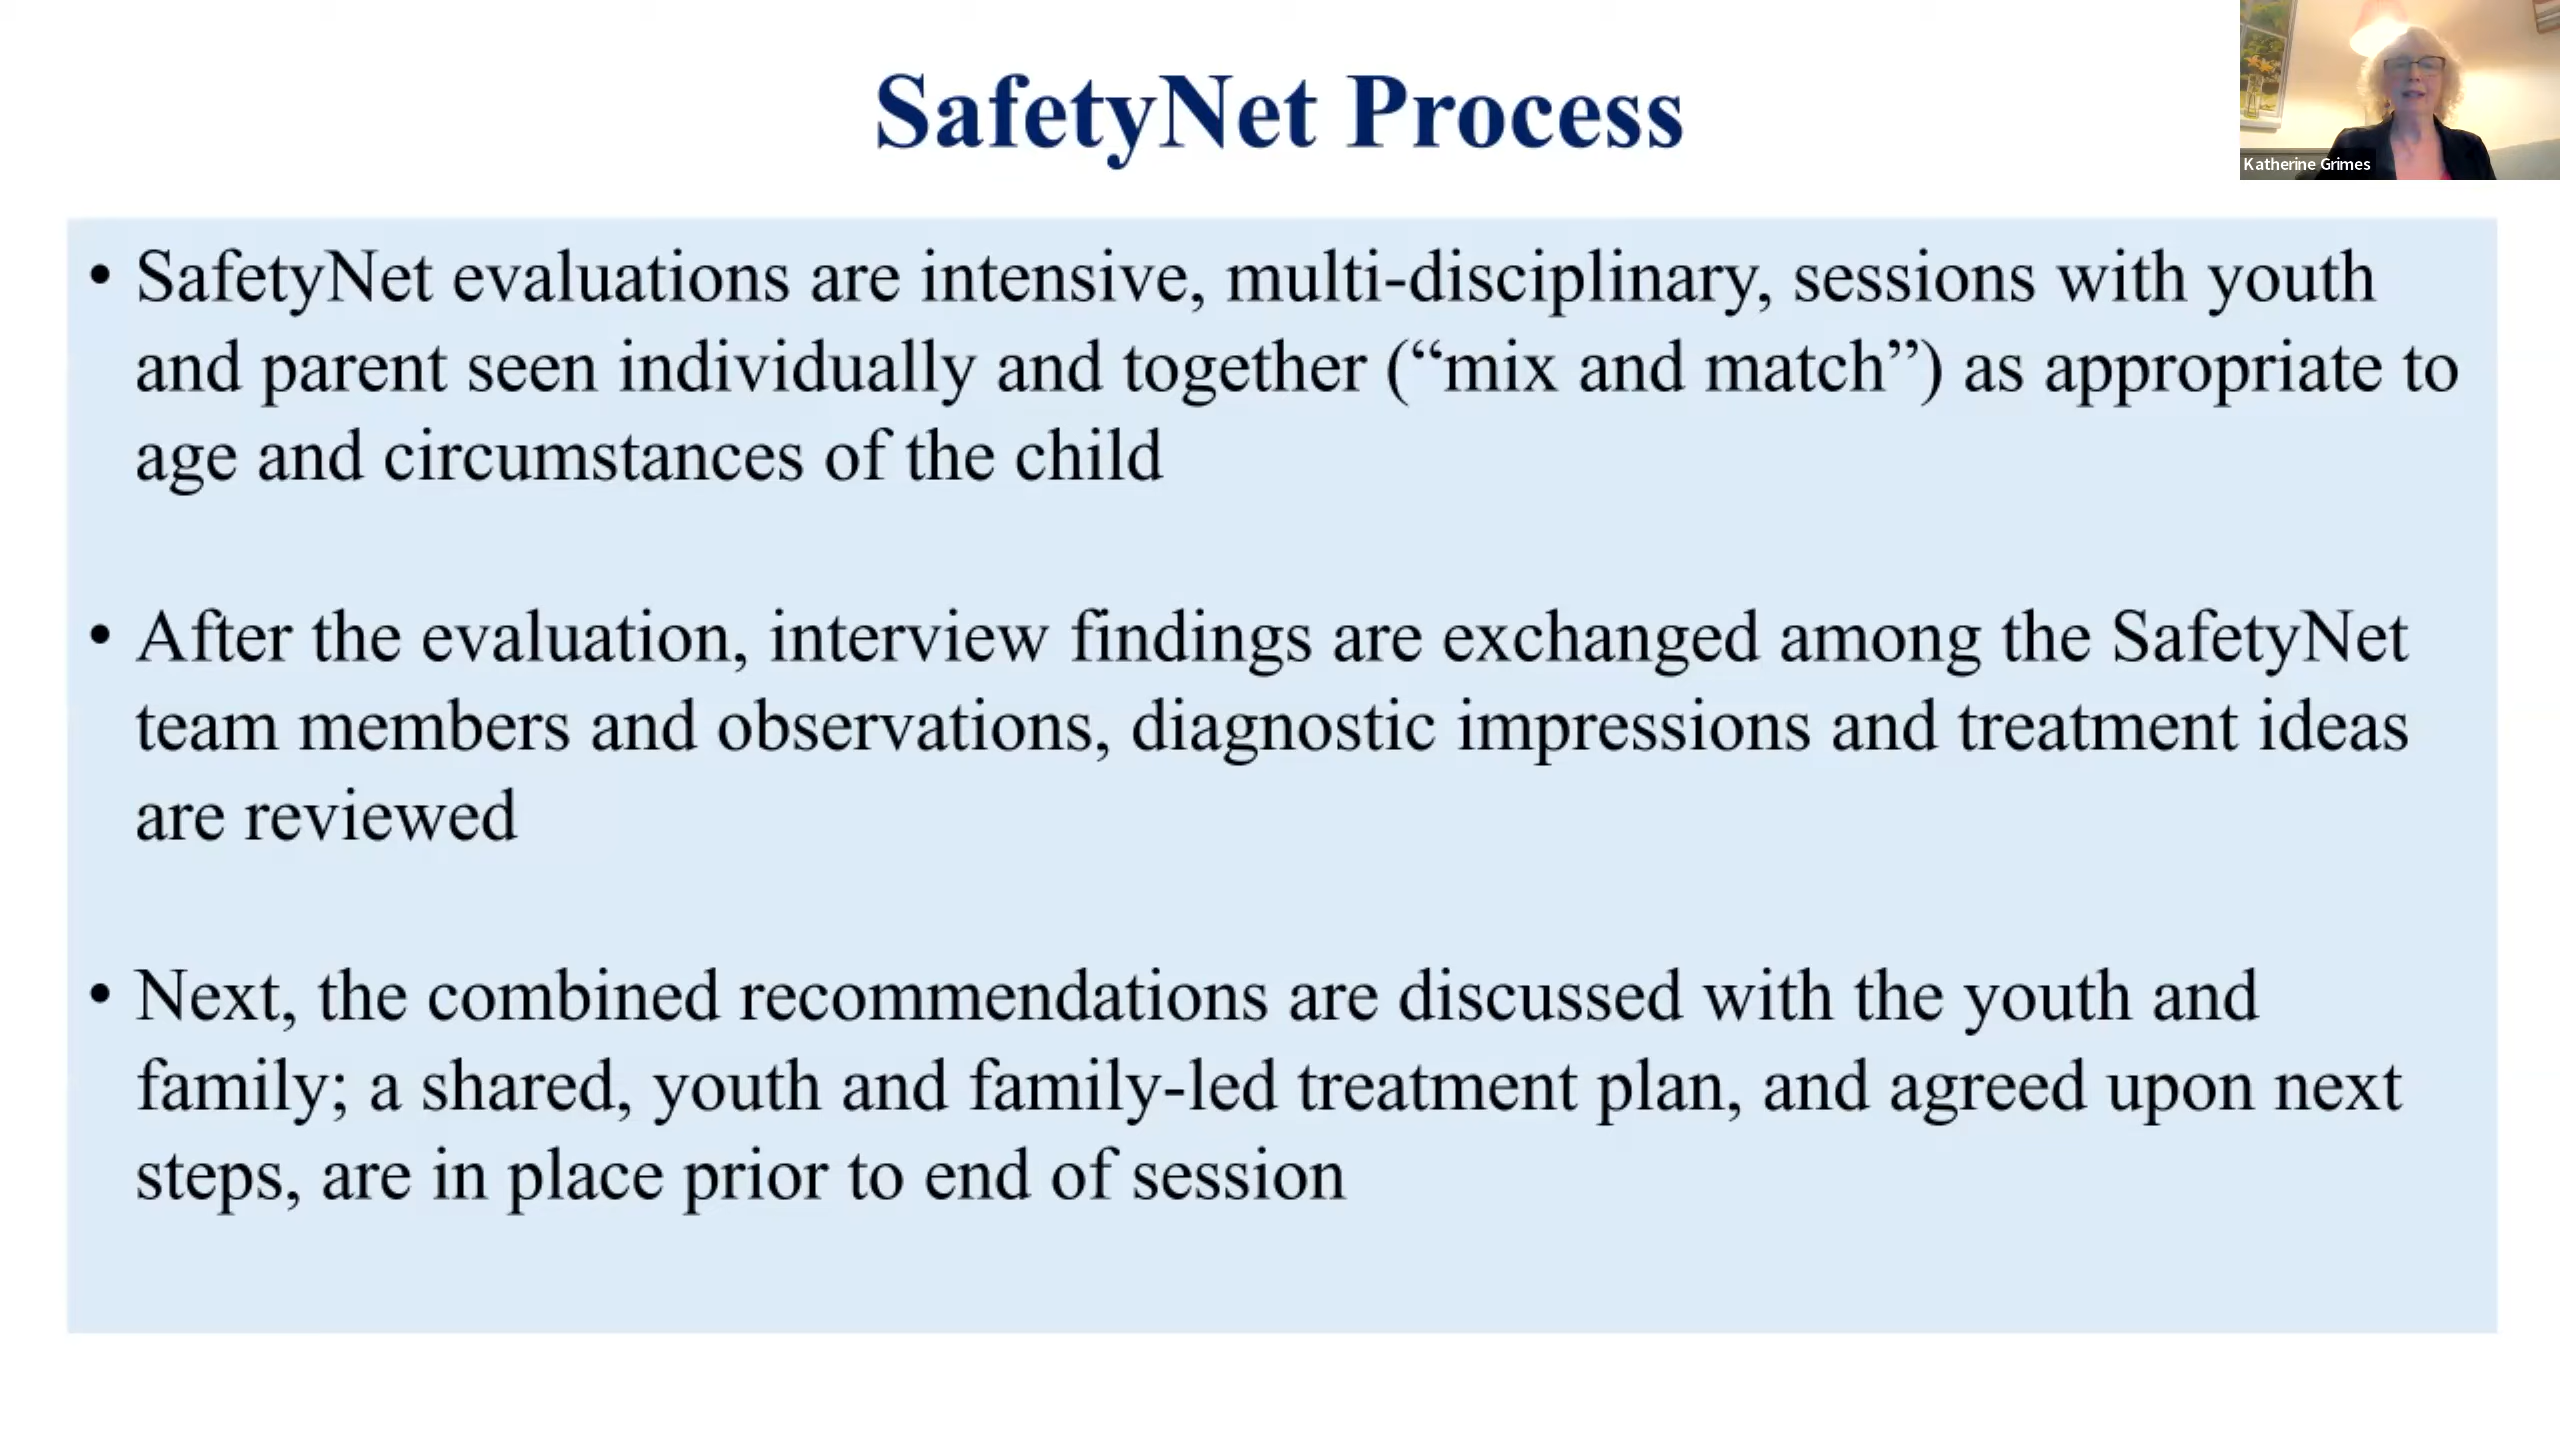 SafetyNet Process
Katherine Grimes
• SafetyNet evaluations are intensive, multi-disciplinary, sessions with youth
and parent seen individually and together (“mix and match”) as appropriate to
age and circumstances of the child
• After the evaluation, interview findings are exchanged among the SafetyNet
team members and observations, diagnostic impressions and treatment ideas
are reviewed
• Next, the combined recommendations are discussed with the youth and
family; a shared, youth and family-led treatment plan, and agreed upon next
steps, are in place prior to end of session